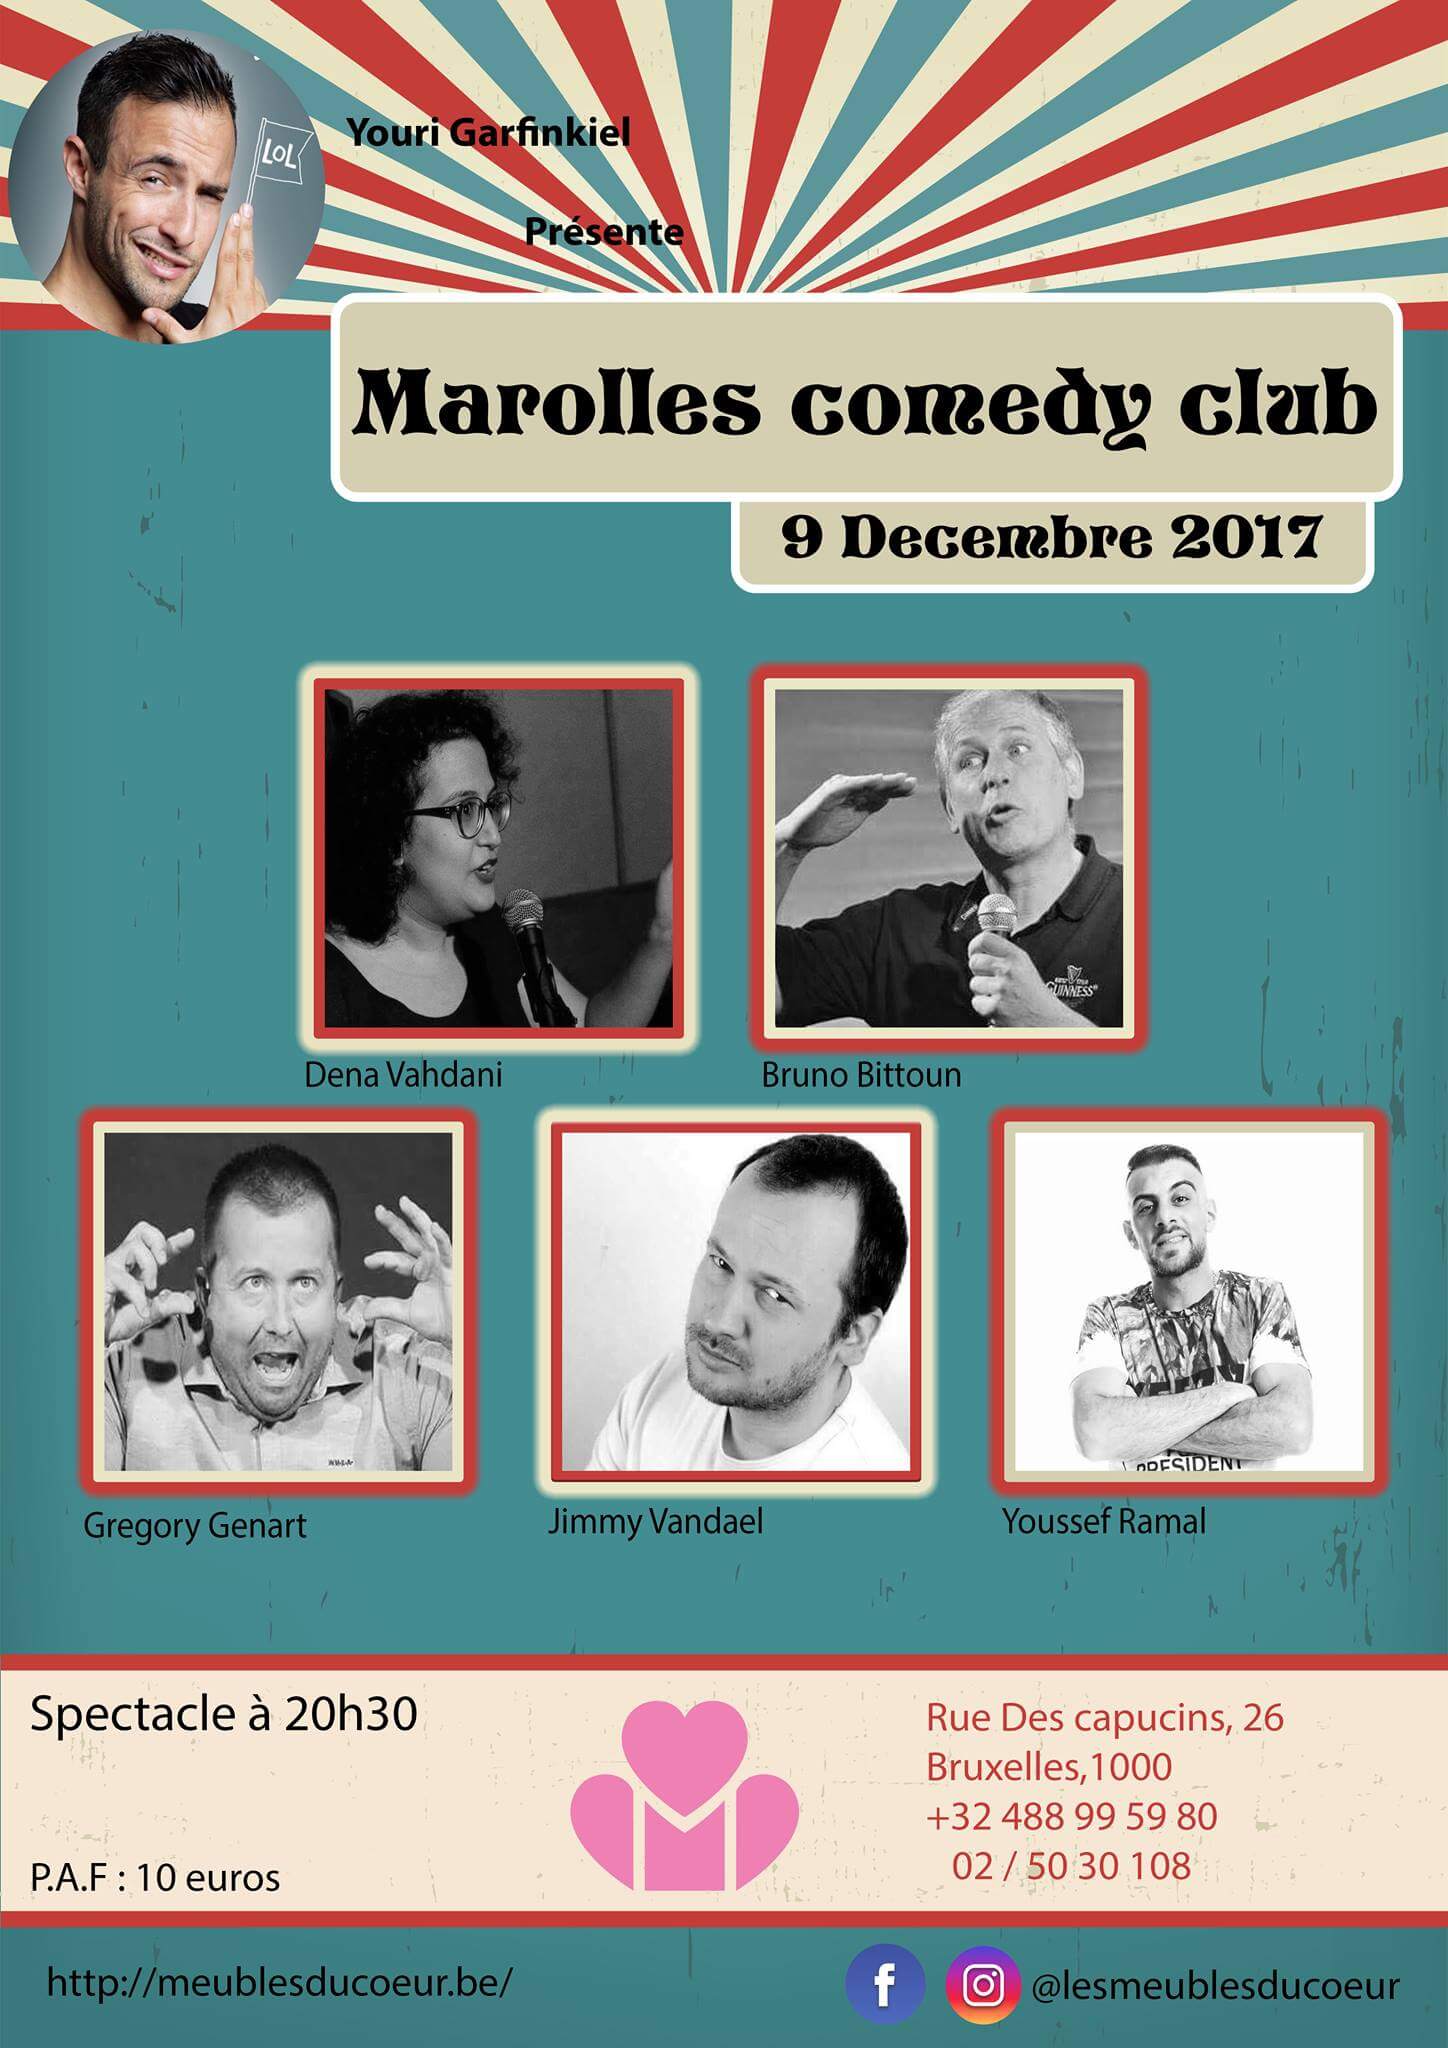 LOL
Youri Garfinkiel
Présente
Marolles comedy club
9 Decembre 2017
GUINNESS
Dena Vahdani
Bruno Bittoun
PRESIDENT
Gregory Genart
Jimmy Vandael
Youssef Ramal
Spectacle à 20h30
P.A.F : 10 euros
M
Rue Des capucins, 26
Bruxelles,1000
+32 488 99 59 80
02 / 50 30 108
http://meublesducoeur.be/
f
@lesmeublesducoeur